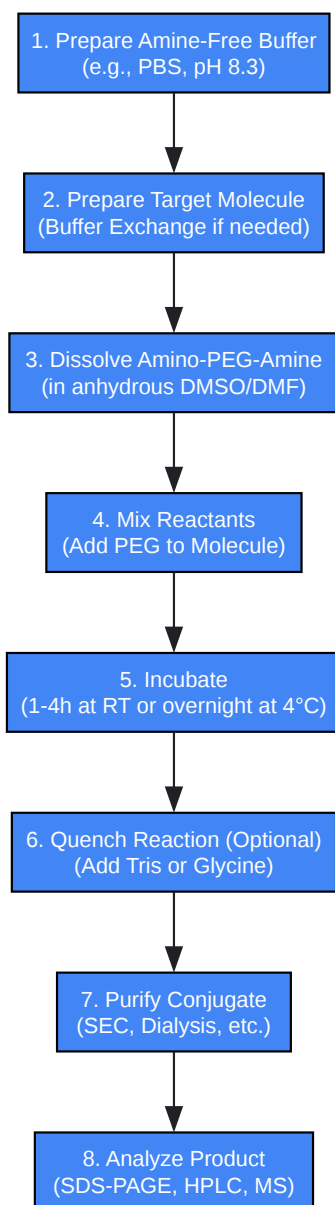 1. Prepare Amine-Free Buffer
(e.g., PBS, pH 8.3)
2. Prepare Target Molecule
(Buffer Exchange if needed)
3. Dissolve Amino-PEG-Amine
(in anhydrous DMSO/DMF)
4. Mix Reactants
(Add PEG to Molecule)
5. Incubate
(1-4h at RT or overnight at 4°C)
6. Quench Reaction (Optional)
(Add Tris or Glycine)
7. Purify Conjugate
(SEC, Dialysis, etc.)
8. Analyze Product
(SDS-PAGE, HPLC, MS)